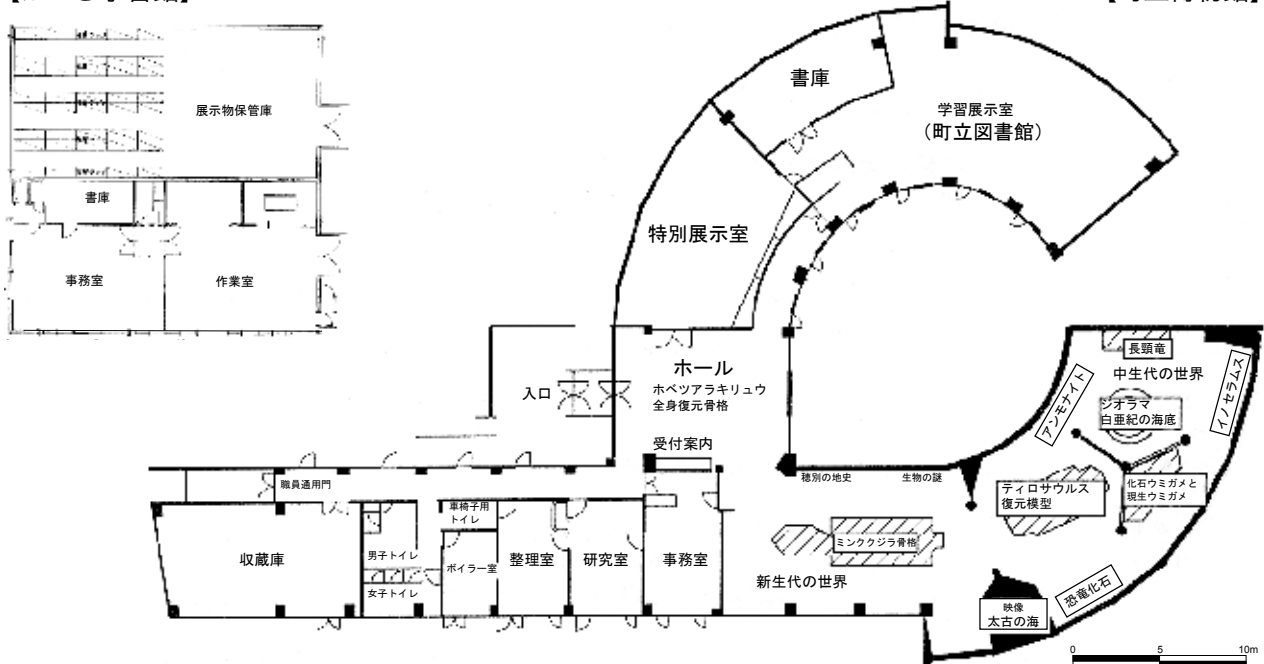 展示物保管庫
書庫
事務室
作業室
書庫
学習展示室
（町立図書館）
特別展示室
ホール
ホベツアラキリュウ
全身復元骨格
入口
受付案内
職員通用門
収蔵庫
男子トイレ
女子トイレ
車椅子用
トイレ
ボイラー室
整理室
研究室
事務室
穂別の地史
生物の謎
ミンククジラ骨格
新生代の世界
長頸竜
中生代の世界
アンモナイト
イノセラムス
ジオラマ
白亜紀の海底
ティロサウルス
復元模型
化石ウミガメと
現生ウミガメ
恐竜化石
映像
太古の海
0 5 10m